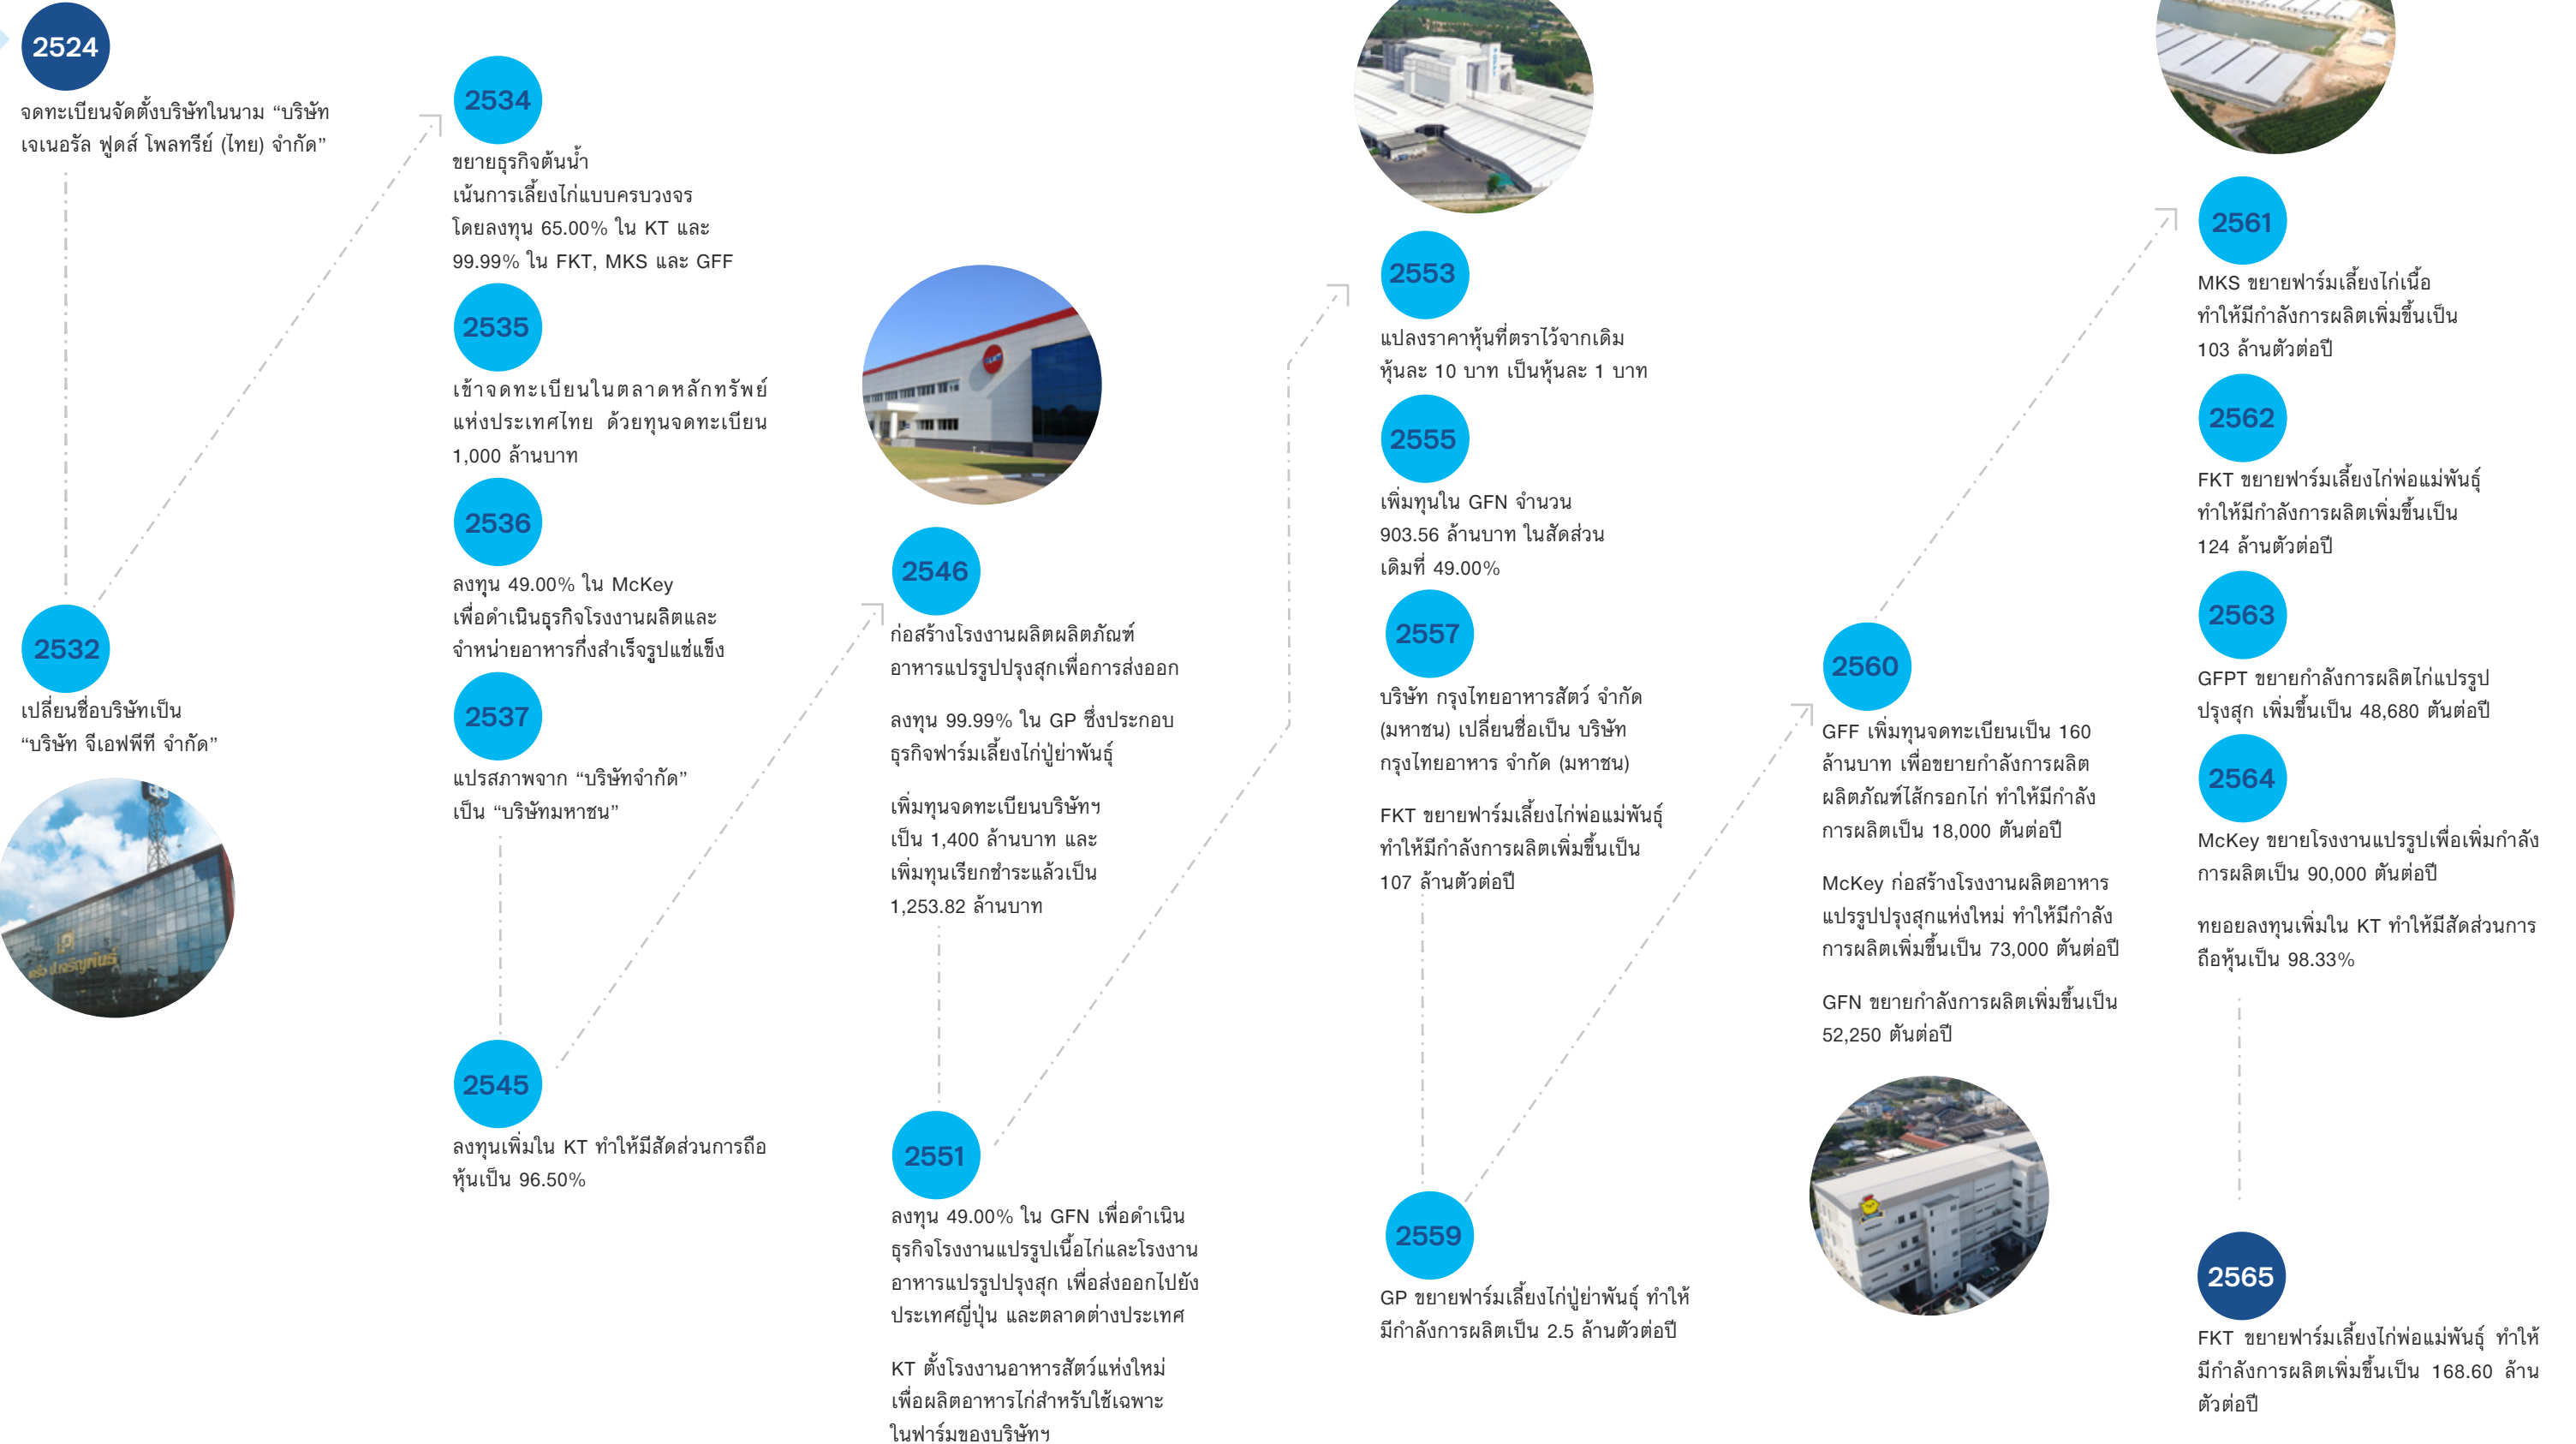 2524
จดทะเบียนจัดตั้งบริษัทในนาม “บริษัท
เจเนอรัล ฟูดส์ โพลทรีย์ (ไทย) จำกัด”
2532
เปลี่ยนชื่อบริษัทเป็น
“บริษัท จีเอฟพีที จำกัด”
เครือ ป.เจริญพันธ์
2534
ขยายธุรกิจต้นน้ำ
เน้นการเลี้ยงไก่แบบครบวงจร
โดยลงทุน 65.00% ใน KT และ
99.99% ใน FKT, MKS และ GFF
2535
เข้าจดทะเบียนในตลาดหลักทรัพย์
แห่งประเทศไทย ด้วยทุนจดทะเบียน
1,000 ล้านบาท
2536
ลงทุน 49.00% ใน McKey
เพื่อดำเนินธุรกิจโรงงานผลิตและ
จำหน่ายอาหารกึ่งสำเร็จรูปแช่แข็ง
2537
แปรสภาพจาก “บริษัทจำกัด”
เป็น “บริษัทมหาชน”
2545
ลงทุนเพิ่มใน KT ทำให้มีสัดส่วนการถือ
หุ้นเป็น 96.50%
2546
ก่อสร้างโรงงานผลิตผลิตภัณฑ์
อาหารแปรรูปปรุงสุกเพื่อการส่งออก
ลงทุน 99.99% ใน GP ซึ่งประกอบ
ธุรกิจฟาร์มเลี้ยงไก่ปู่ย่าพันธุ์
เพิ่มทุนจดทะเบียนบริษัทฯ
เป็น 1,400 ล้านบาท และ
เพิ่มทุนเรียกชำระแล้วเป็น
1,253.82 ล้านบาท
2551
ลงทุน 49.00% ใน GFN เพื่อดำเนิน
ธุรกิจโรงงานแปรรูปเนื้อไก่และโรงงาน
อาหารแปรรูปปรุงสุก เพื่อส่งออกไปยัง
ประเทศญี่ปุ่น และตลาดต่างประเทศ
KT ตั้งโรงงานอาหารสัตว์แห่งใหม่
เพื่อผลิตอาหารไก่สำหรับใช้เฉพาะ
ในฟาร์มของบริษัทฯ
2553
แปลงราคาหุ้นที่ตราไว้จากเดิม
หุ้นละ 10 บาท เป็นหุ้นละ 1 บาท
2555
เพิ่มทุนใน GFN จำนวน
903.56 ล้านบาท ในสัดส่วน
เดิมที่ 49.00%
2557
บริษัท กรุงไทยอาหารสัตว์ จำกัด
(มหาชน) เปลี่ยนชื่อเป็น บริษัท
กรุงไทยอาหาร จำกัด (มหาชน)
FKT ขยายฟาร์มเลี้ยงไก่พ่อแม่พันธุ์
ทำให้มีกำลังการผลิตเพิ่มขึ้นเป็น
107 ล้านตัวต่อปี
2559
GP ขยายฟาร์มเลี้ยงไก่ปู่ย่าพันธุ์ ทำให้
มีกำลังการผลิตเป็น 2.5 ล้านตัวต่อปี
2560
GFF เพิ่มทุนจดทะเบียนเป็น 160
ล้านบาท เพื่อขยายกำลังการผลิต
ผลิตภัณฑ์ไส้กรอกไก่ ทำให้มีกำลัง
การผลิตเป็น 18,000 ตันต่อปี
McKey ก่อสร้างโรงงานผลิตอาหาร
แปรรูปปรุงสุกแห่งใหม่ ทำให้มีกำลัง
การผลิตเพิ่มขึ้นเป็น 73,000 ตันต่อปี
GFN ขยายกำลังการผลิตเพิ่มขึ้นเป็น
52,250 ตันต่อปี
2561
MKS ขยายฟาร์มเลี้ยงไก่เนื้อ
ทำให้มีกำลังการผลิตเพิ่มขึ้นเป็น
103 ล้านตัวต่อปี
2562
FKT ขยายฟาร์มเลี้ยงไก่พ่อแม่พันธุ์
ทำให้มีกำลังการผลิตเพิ่มขึ้นเป็น
124 ล้านตัวต่อปี
2563
GFPT ขยายกำลังการผลิตไก่แปรรูป
ปรุงสุก เพิ่มขึ้นเป็น 48,680 ตันต่อปี
2564
McKey ขยายโรงงานแปรรูปเพื่อเพิ่มกำลัง
การผลิตเป็น 90,000 ตันต่อปี
ทยอยลงทุนเพิ่มใน KT ทำให้มีสัดส่วนการ
ถือหุ้นเป็น 98.33%
2565
FKT ขยายฟาร์มเลี้ยงไก่พ่อแม่พันธุ์ ทำให้
มีกำลังการผลิตเพิ่มขึ้นเป็น 168.60 ล้าน
ตัวต่อปี